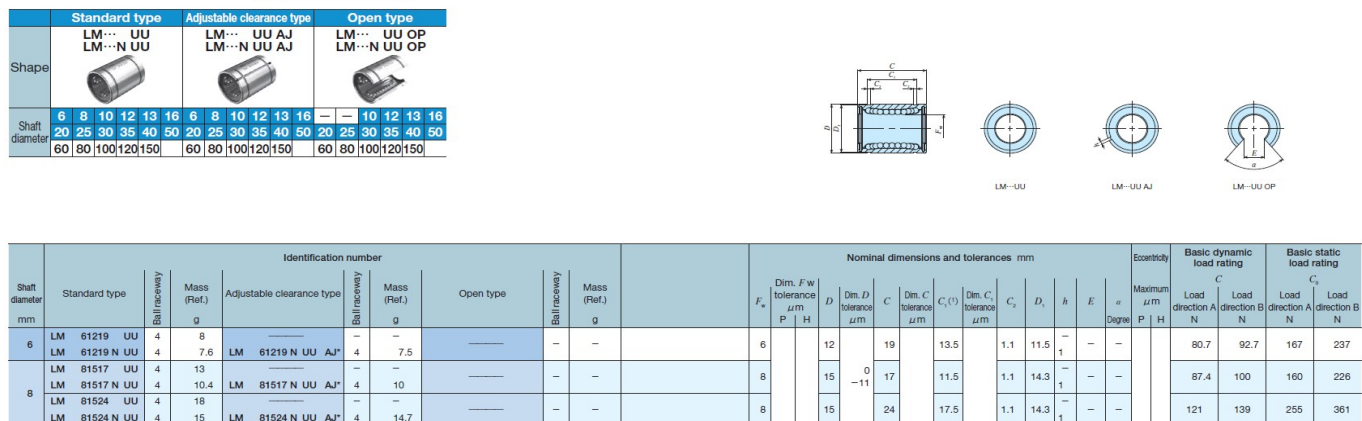 Standard type Adjustable clearance type Open type
Shape
LM··· UU
LM···N UU
LM··· UU AJ
LM···N UU AJ
LM··· UU OP
LM···N UU OP
Shaft diameter
6 8 10 12 13 16 6 8 10 12 13 16 — — 10 12 13 16
20 25 30 35 40 50 20 25 30 35 40 50 20 25 30 35 40 50
60 80 100 120 150 60 80 100 120 150 60 80 100 120 150
C
C₁
C₂ C₂
D
D₁
F w
h
E
α
LM···UU
LM···UU AJ
LM···UU OP
Shaft diameter mm
Identification number
Standard type
Ball raceway
Mass (Ref.) g
Adjustable clearance type
Ball raceway
Mass (Ref.) g
Open type
Ball raceway
Mass (Ref.) g
Nominal dimensions and tolerances mm
F w
Dim. F w tolerance μm
P H
D
Dim. D tolerance μm
C
Dim. C tolerance μm
C₁(¹)
Dim. C₁ tolerance μm
C₂
D₁
h
E
α
Degree
Eccentricity
Maximum μm
P H
Basic dynamic load rating
C
Load direction A N
Load direction B N
Basic static load rating
C₀
Load direction A N
Load direction B N
6
LM 61219 UU 4 8 ——— – –
LM 61219 N UU 4 7.6 LM 61219 N UU AJ* 4 7.5
——— – –
6 12 19 13.5 1.1 11.5 – 1 – – 80.7 92.7 167 237
8
LM 81517 UU 4 13 ——— – –
LM 81517 N UU 4 10.4 LM 81517 N UU AJ* 4 10
——— – –
8 15 0 −11 17 11.5 1.1 14.3 – 1 – – 87.4 100 160 226
LM 81524 UU 4 18 ——— – –
LM 81524 N UU 4 15 LM 81524 N UU AJ* 4 14.7
——— – –
8 15 24 17.5 1.1 14.3 – 1 – – 121 139 255 361